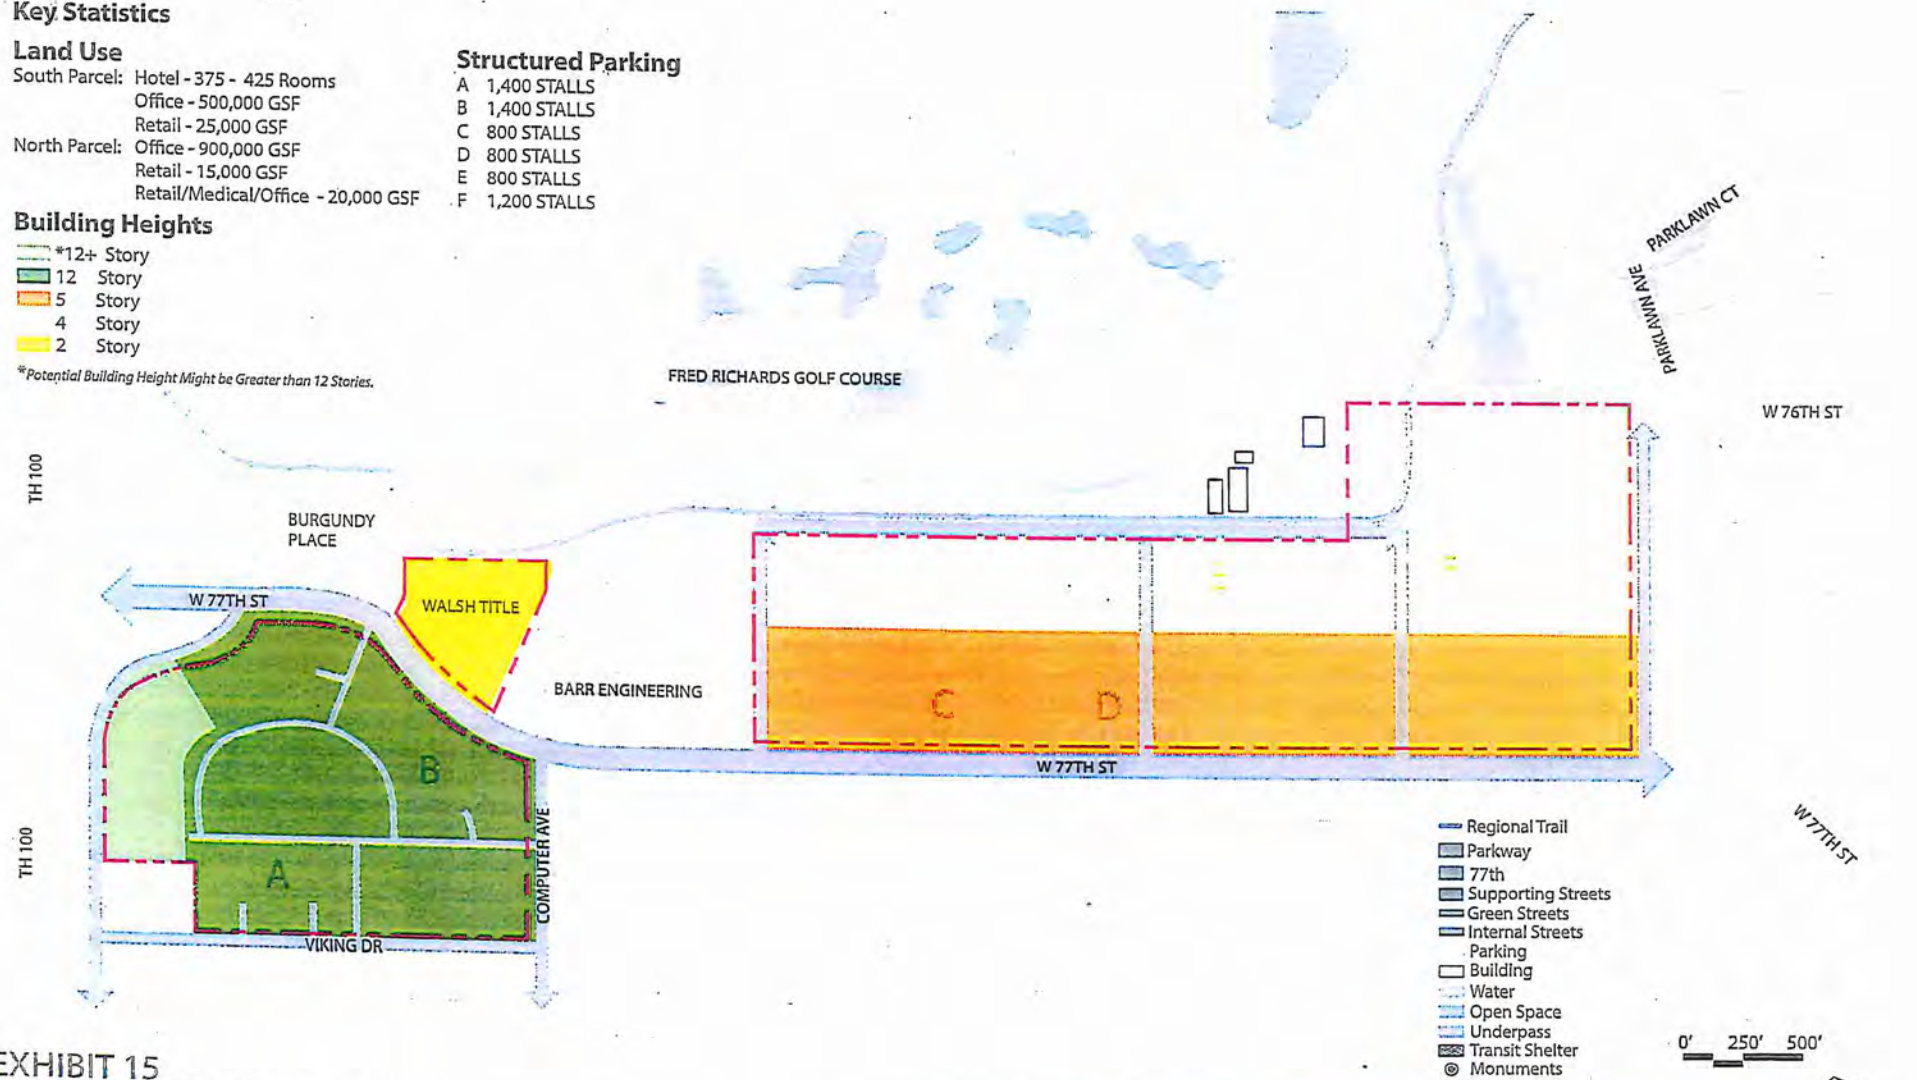 Key Statistics
Land Use
South Parcel: Hotel - 375 - 425 Rooms
Office - 500,000 GSF
Retail - 25,000 GSF
North Parcel: Office - 900,000 GSF
Retail - 15,000 GSF
Retail/Medical/Office - 20,000 GSF
Structured Parking
A 1,400 STALLS
B 1,400 STALLS
C 800 STALLS
D 800 STALLS
E 800 STALLS
F 1,200 STALLS
Building Heights
*12+ Story
12 Story
5 Story
4 Story
2 Story
*Potential Building Height Might be Greater than 12 Stories.
FRED RICHARDS GOLF COURSE
PARKLAWN CT
PARKLAWN AVE
W 76TH ST
TH 100
BURGUNDY
PLACE
W 77TH ST
WALSH TITLE
BARR ENGINEERING
C
D
B
A
W 77TH ST
COMPUTER AVE
VIKING DR
TH 100
W 77TH ST
Regional Trail
Parkway
77th
Supporting Streets
Green Streets
Internal Streets
Parking
Building
Water
Open Space
Underpass
Transit Shelter
Monuments
0' 250' 500'
EXHIBIT 15